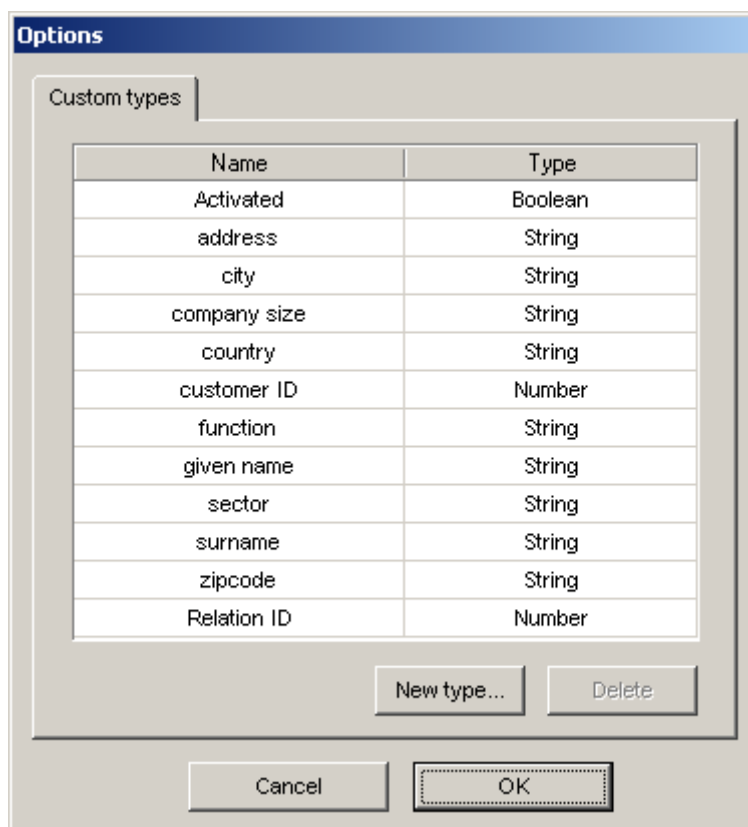 Options
Custom types
Name Type
Activated Boolean
address String
city String
company size String
country String
customer ID Number
function String
given name String
sector String
surname String
zipcode String
Relation ID Number
New type... Delete
Cancel OK